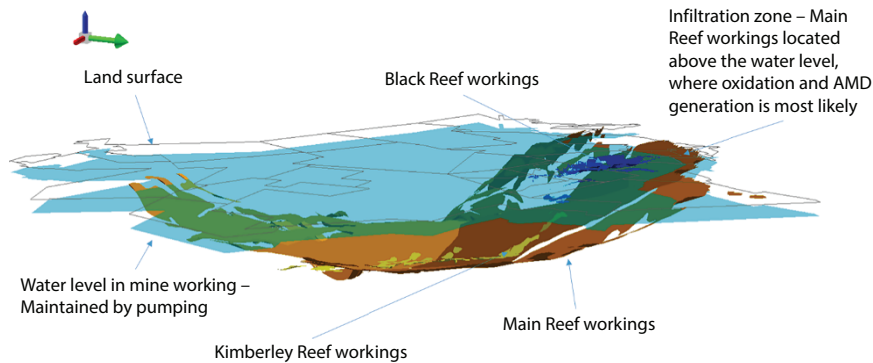 Infiltration zone – Main
Reef workings located
above the water level,
where oxidation and AMD
generation is most likely
Land surface
Black Reef workings
Water level in mine working –
Maintained by pumping
Main Reef workings
Kimberley Reef workings